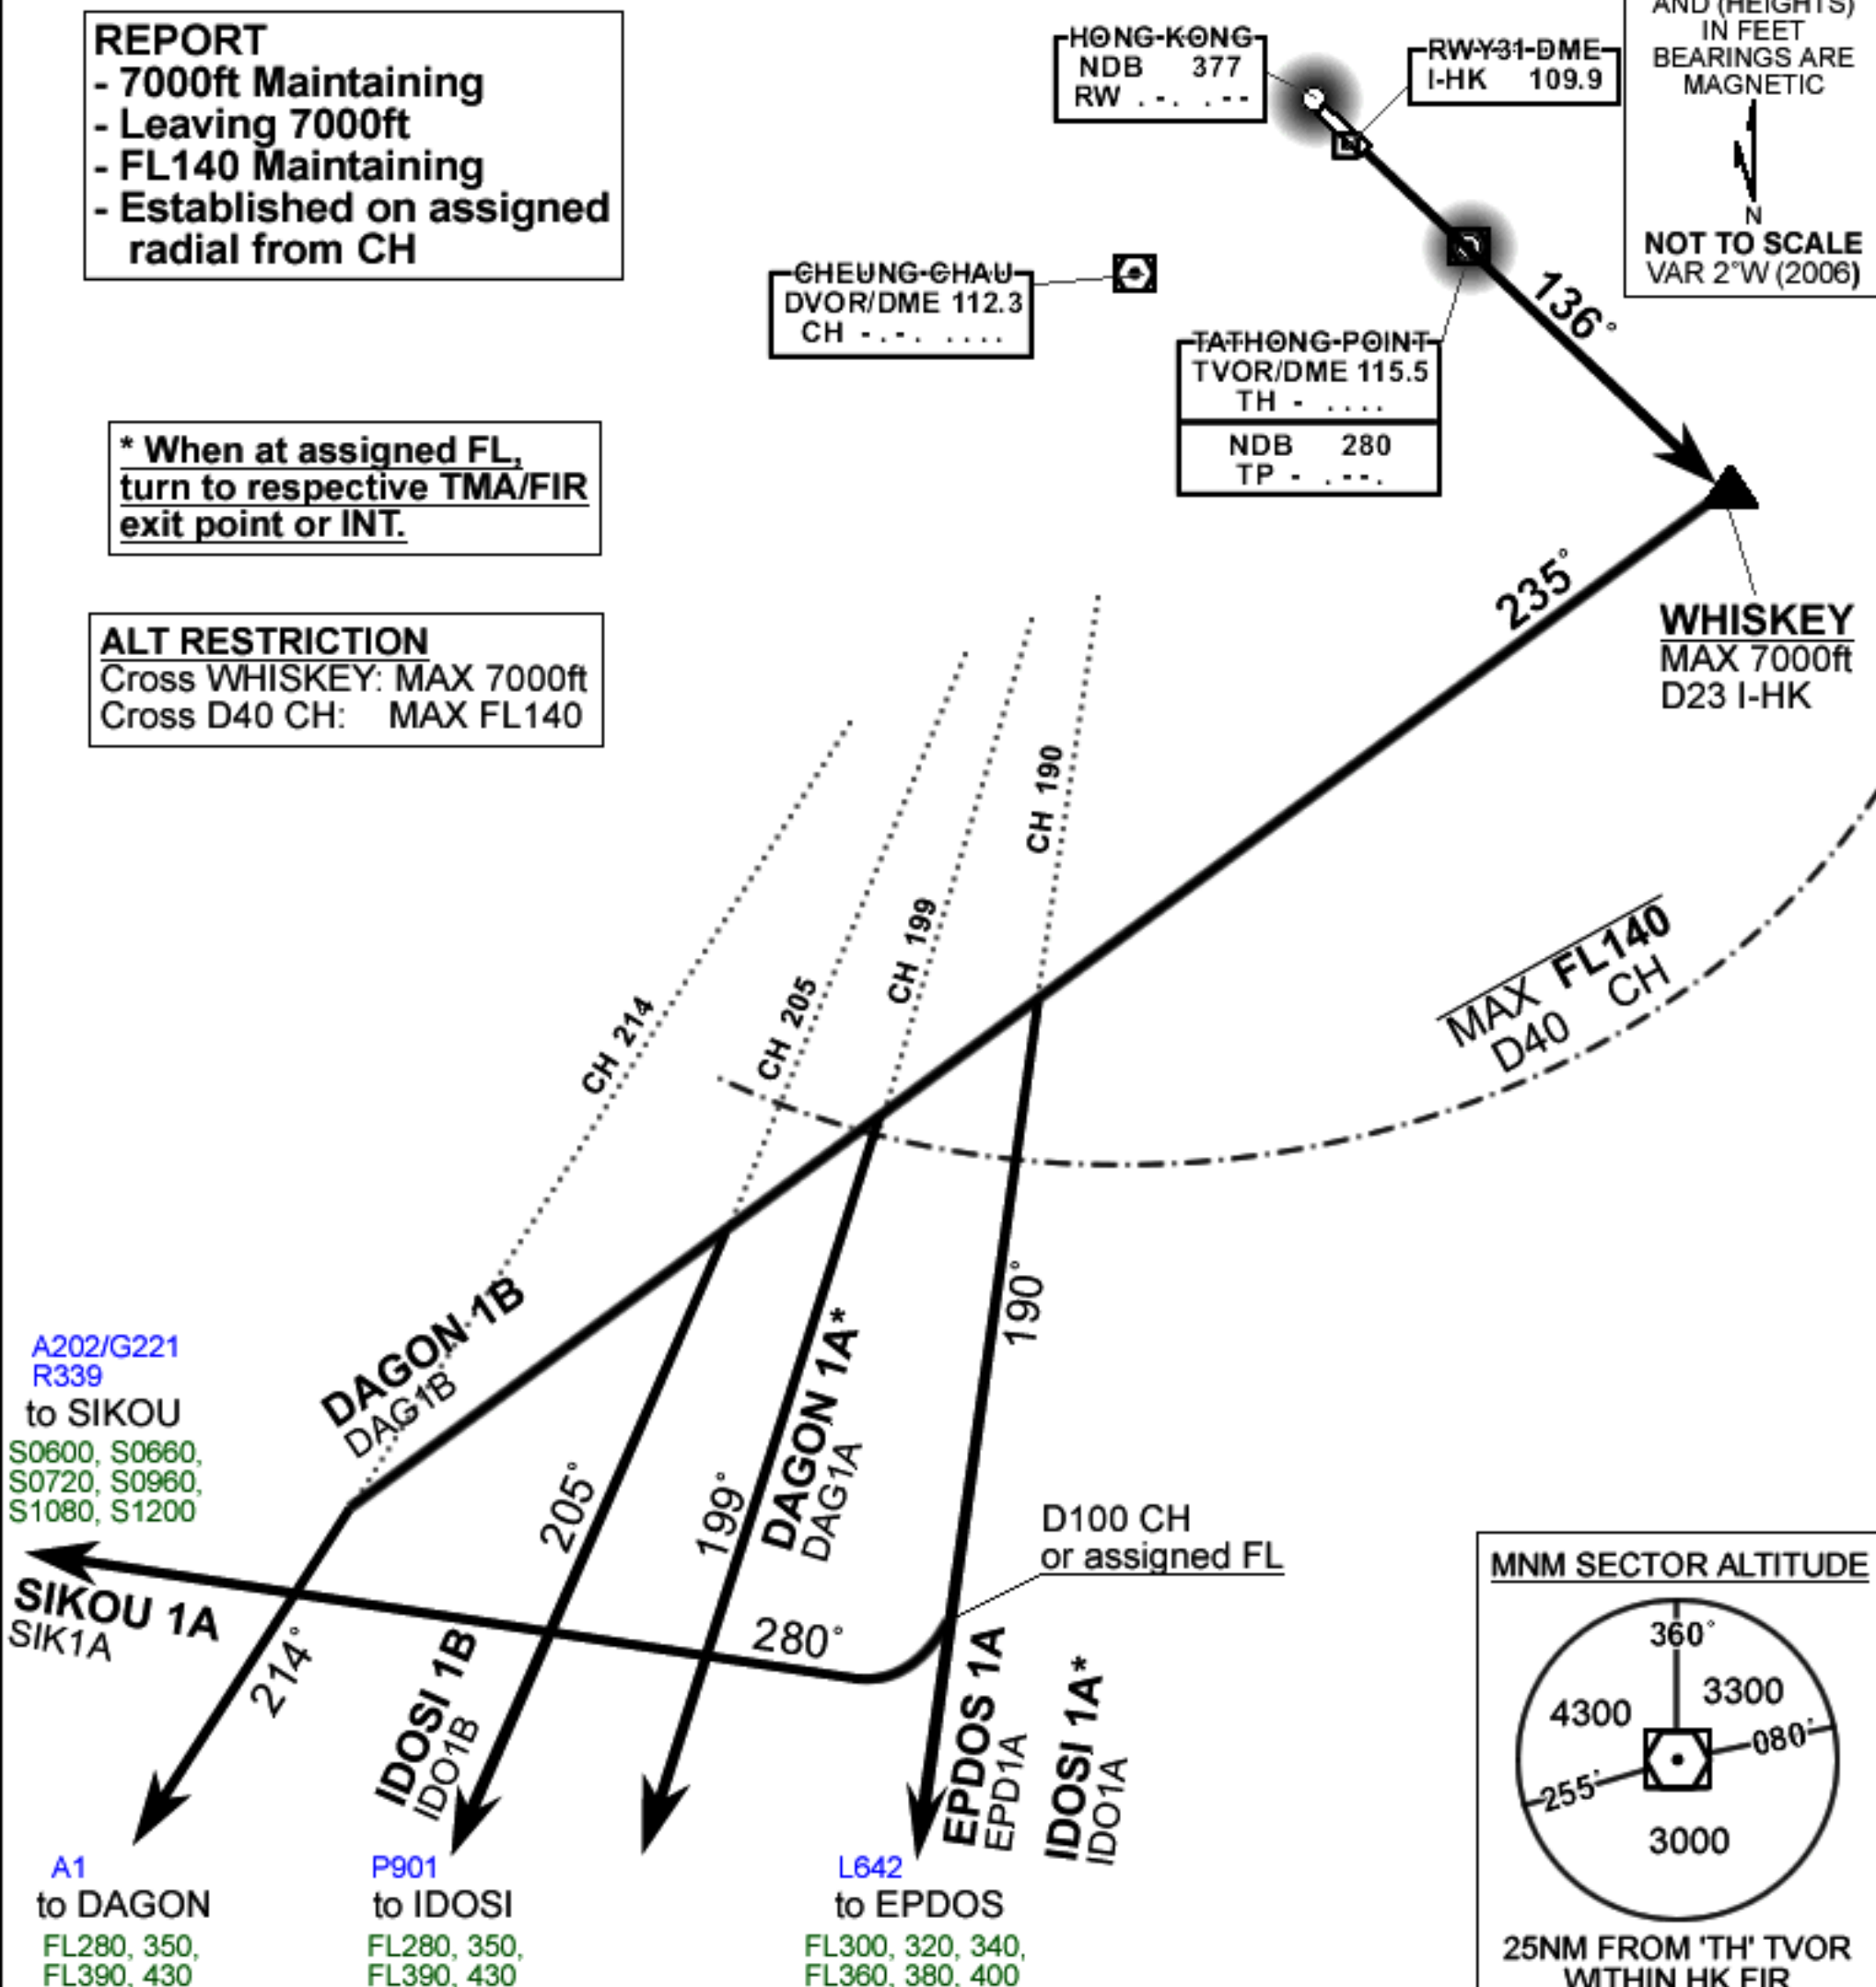 REPORT
- 7000ft Maintaining
- Leaving 7000ft
- FL140 Maintaining
- Established on assigned
radial from CH
HONG-KONG
NDB 377
RW .-. .--
RWY31-DME
I-HK 109.9
AND (HEIGHTS)
IN FEET
BEARINGS ARE
MAGNETIC
N
NOT TO SCALE
VAR 2°W (2006)
CHEUNG-CHAU
DVOR/DME 112.3
CH -.-. ....
TATHONG-POINT
TVOR/DME 115.5
TH - ....
NDB 280
TP - .--.
136°
* When at assigned FL,
turn to respective TMA/FIR
exit point or INT.
ALT RESTRICTION
Cross WHISKEY: MAX 7000ft
Cross D40 CH: MAX FL140
235°
WHISKEY
MAX 7000ft
D23 I-HK
CH 190
CH 199
CH 205
CH 214
MAX FL140
D40 CH
190°
DAGON 1B
DAG1B
A202/G221
R339
to SIKOU
S0600, S0660,
S0720, S0960,
S1080, S1200
SIKOU 1A
SIK1A
205°
199°
DAGON 1A*
DAG1A
D100 CH
or assigned FL
280°
214°
IDOSI 1B
IDO1B
EPDOS 1A
EPD1A
IDOSI 1A*
IDO1A
A1
to DAGON
FL280, 350,
FL390, 430
P901
to IDOSI
FL280, 350,
FL390, 430
L642
to EPDOS
FL300, 320, 340,
FL360, 380, 400
MNM SECTOR ALTITUDE
360°
4300
3300
080°
255°
3000
25NM FROM 'TH' TVOR
WITHIN HK FIR